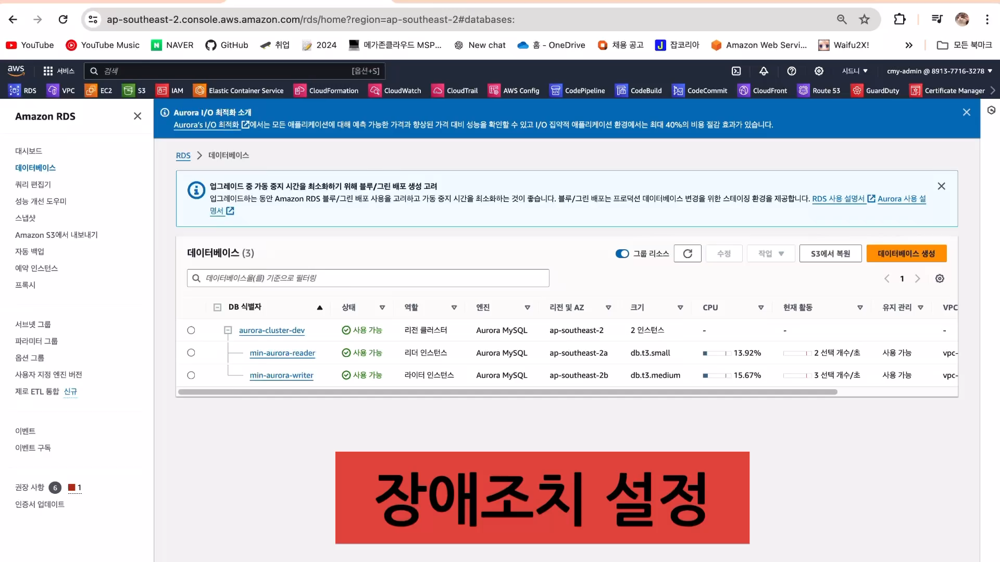 ap-southeast-2.console.aws.amazon.com/rds/home?region=ap-southeast-2#databases:
YouTube YouTube Music NAVER GitHub 취업 2024 메가존클라우드 MSP... New chat 홈 - OneDrive 채용 공고 잡코리아 Amazon Web Servi... Waifu2X! 모든 북마크
aws 서비스 검색 [옵션+S] 시드니 cmy-admin @ 8913-7716-3278
RDS VPC EC2 S3 IAM Elastic Container Service CloudFormation CloudWatch CloudTrail AWS Config CodePipeline CodeBuild CodeCommit CloudFront Route 53 GuardDuty Certificate Manager
Amazon RDS
대시보드
데이터베이스
쿼리 편집기
성능 개선 도우미
스냅샷
Amazon S3에서 내보내기
자동 백업
예약 인스턴스
프록시
서브넷 그룹
파라미터 그룹
옵션 그룹
사용자 지정 엔진 버전
제로 ETL 통합 신규
이벤트
이벤트 구독
권장 사항 6 1
인증서 업데이트
Aurora I/O 최적화 소개
Aurora's I/O 최적화에서는 모든 애플리케이션에 대해 예측 가능한 가격과 향상된 가격 대비 성능을 확인할 수 있고 I/O 집약적 애플리케이션 환경에서는 최대 40%의 비용 절감 효과가 있습니다.
RDS 데이터베이스
업그레이드 중 가동 중지 시간을 최소화하기 위해 블루/그린 배포 생성 고려
업그레이드하는 동안 Amazon RDS 블루/그린 배포 사용을 고려하고 가동 중지 시간을 최소화하는 것이 좋습니다. 블루/그린 배포는 프로덕션 데이터베이스 변경을 위한 스테이징 환경을 제공합니다. RDS 사용 설명서 Aurora 사용 설
명서
데이터베이스 (3) 그룹 리소스 수정 작업 S3에서 복원 데이터베이스 생성
데이터베이스을(를) 기준으로 필터링 1
DB 식별자 상태 역할 엔진 리전 및 AZ 크기 CPU 현재 활동 유지 관리 VPC
aurora-cluster-dev 사용 가능 리전 클러스터 Aurora MySQL ap-southeast-2 2 인스턴스 - - -
min-aurora-reader 사용 가능 리더 인스턴스 Aurora MySQL ap-southeast-2a db.t3.small 13.92% 2 선택 개수/초 사용 가능 vpc-
min-aurora-writer 사용 가능 라이터 인스턴스 Aurora MySQL ap-southeast-2b db.t3.medium 15.67% 3 선택 개수/초 사용 가능 vpc-
장애조치 설정